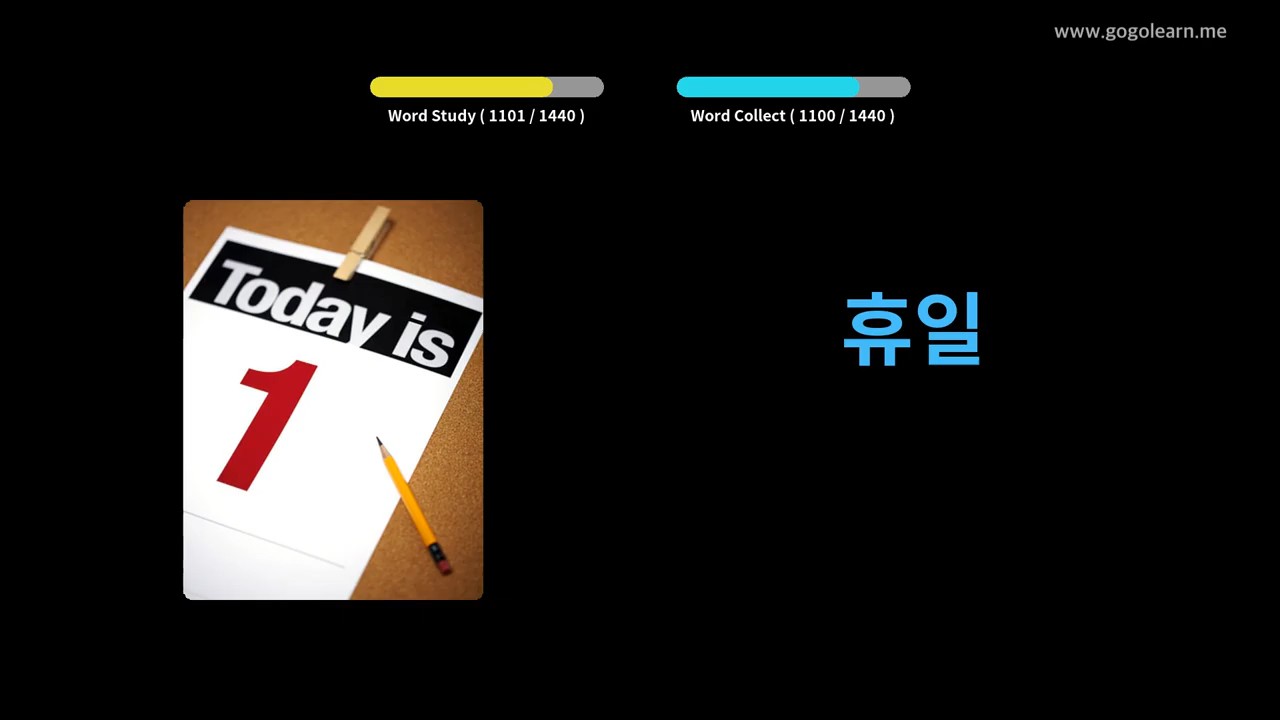 www.gogolearn.me
Word Study ( 1101 / 1440 )
Word Collect ( 1100 / 1440 )
Today is
1
휴일